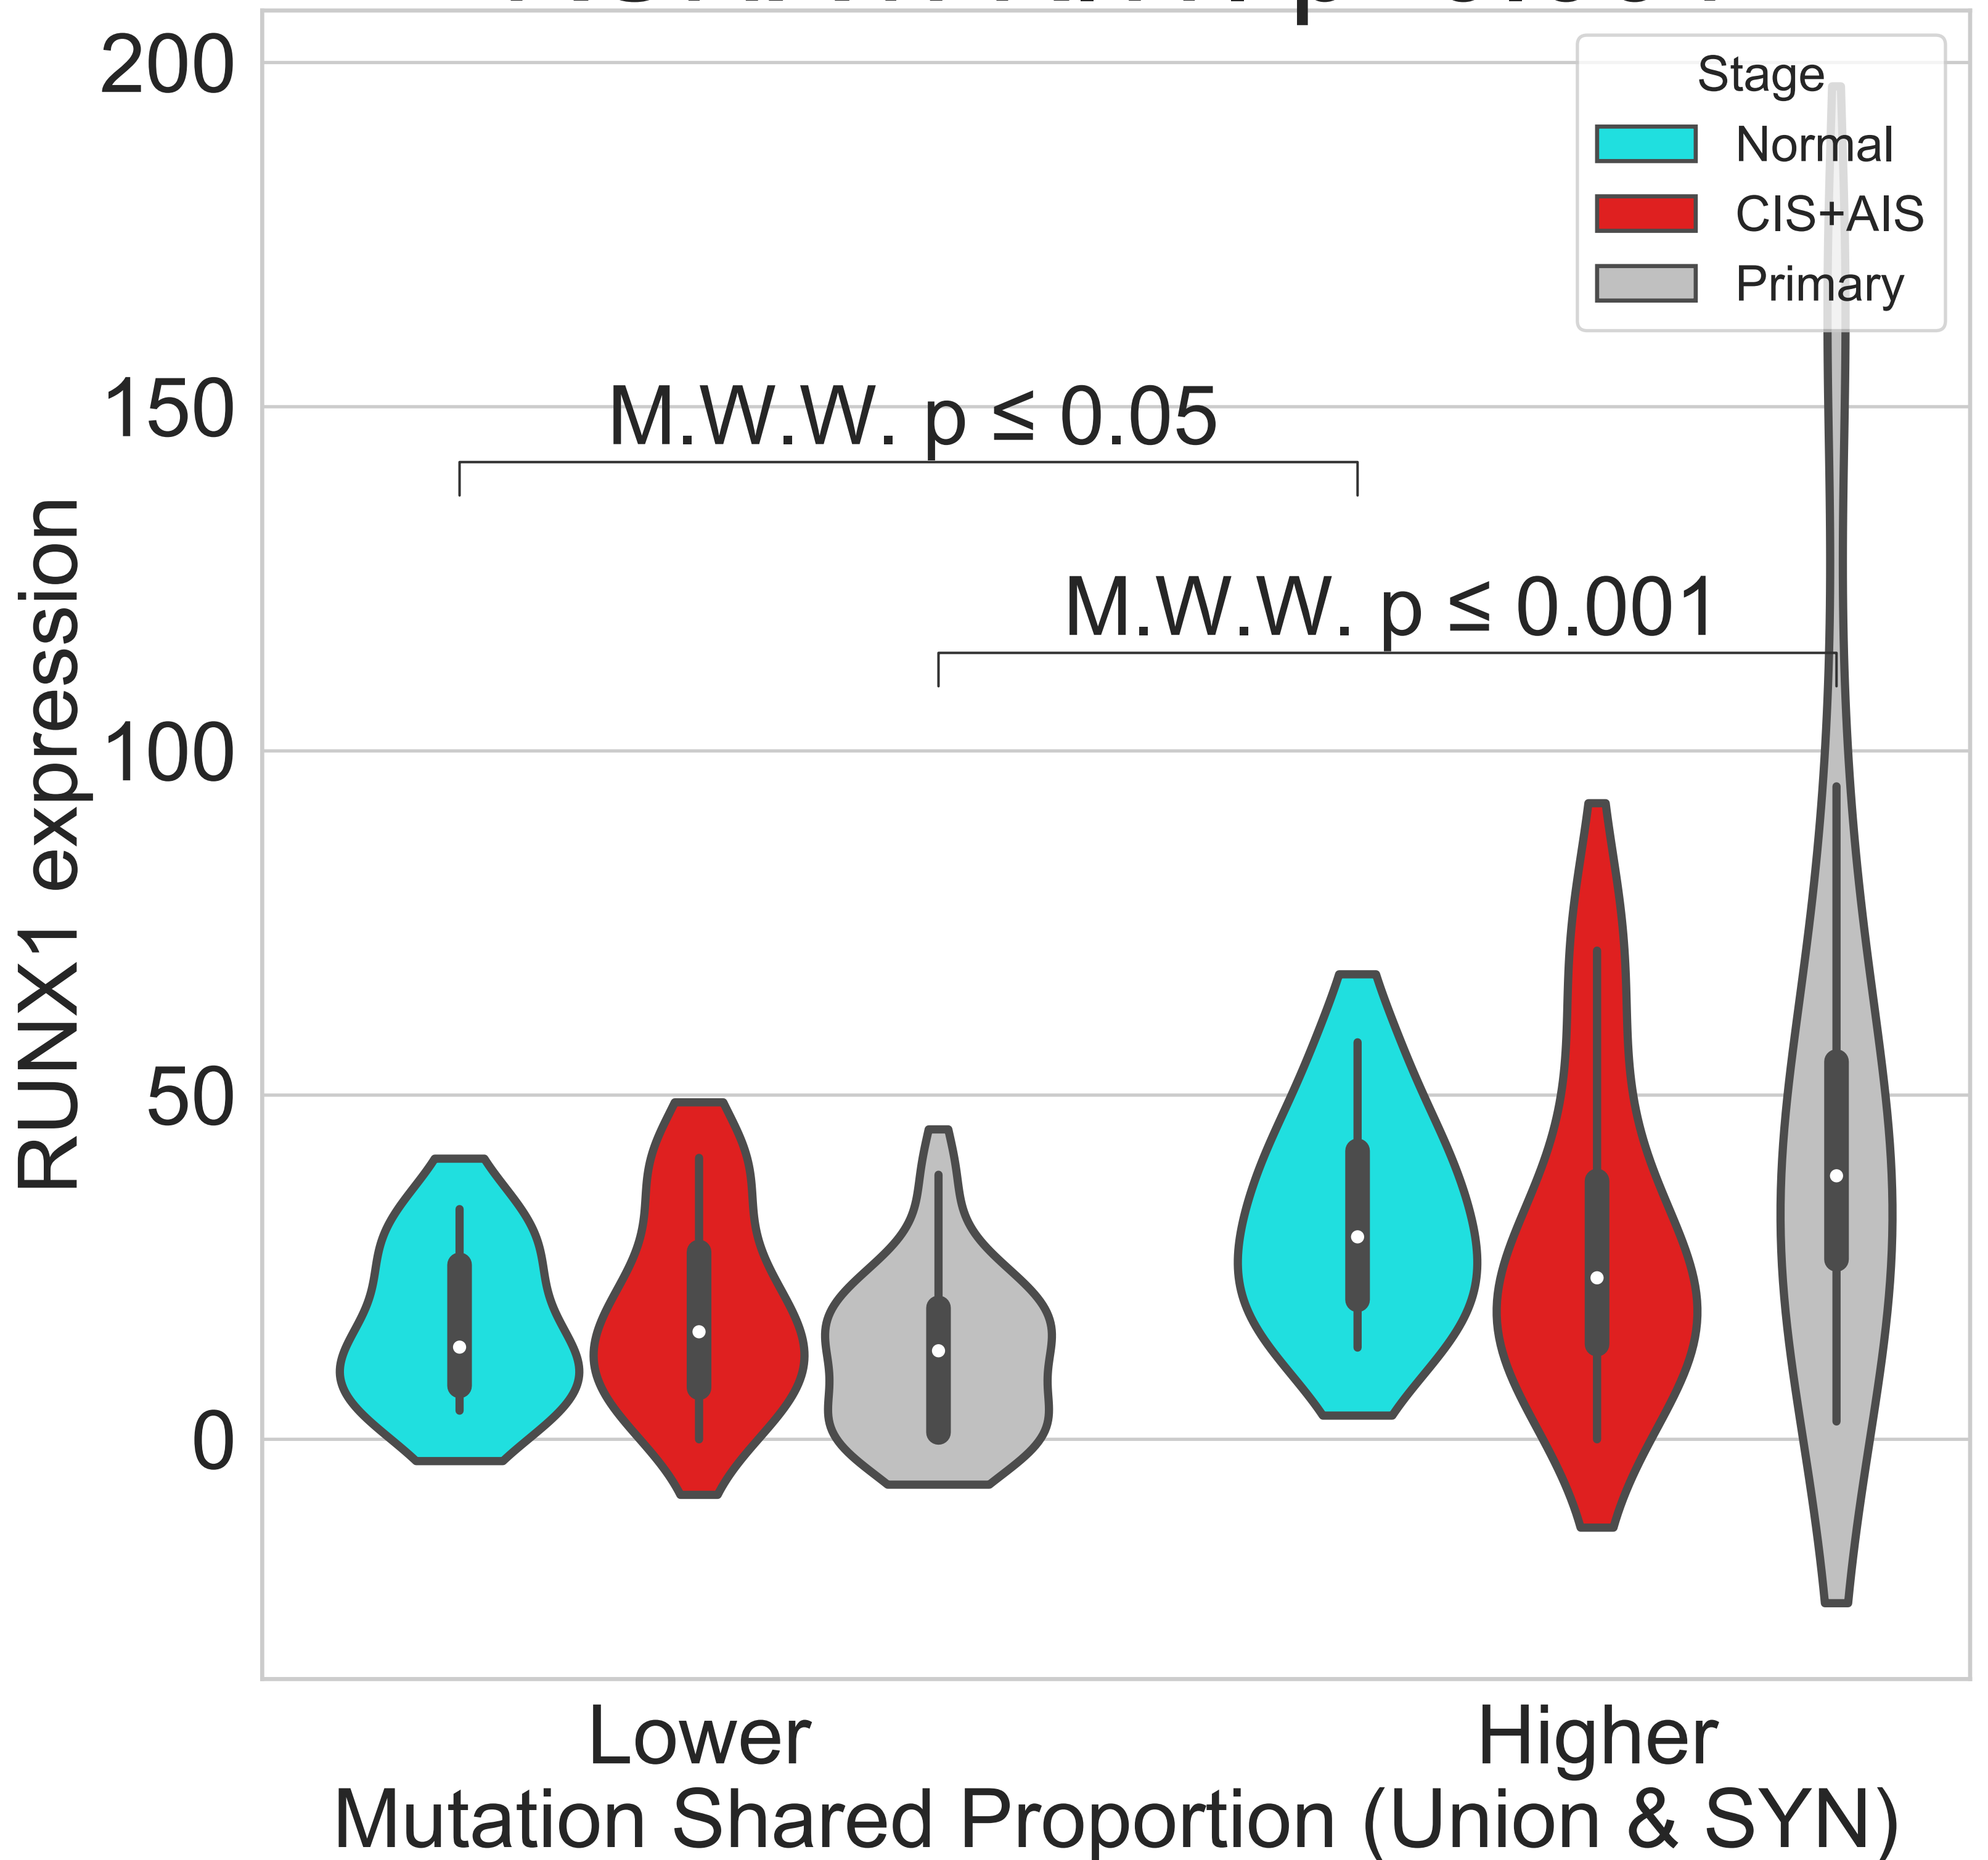 200
150
100
50
0
RUNX1 expression
Stage
Normal
CIS+AIS
Primary
M.W.W. p ≤ 0.05
M.W.W. p ≤ 0.001
Lower
Higher
Mutation Shared Proportion (Union & SYN)